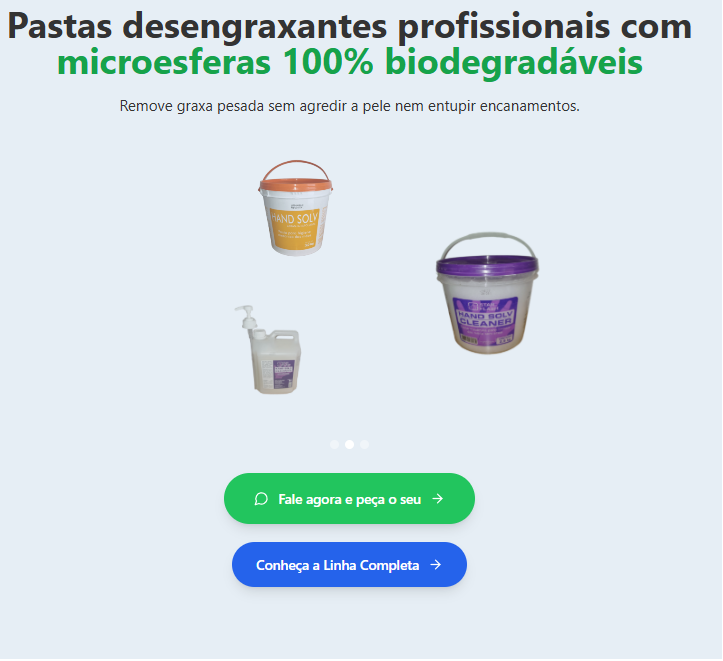 Pastas desengraxantes profissionais com
microesferas 100% biodegradáveis
Remove graxa pesada sem agredir a pele nem entupir encanamentos.
HAND SOLV
HAND SOLV
CLEANER
Fale agora e peça o seu
Conheça a Linha Completa